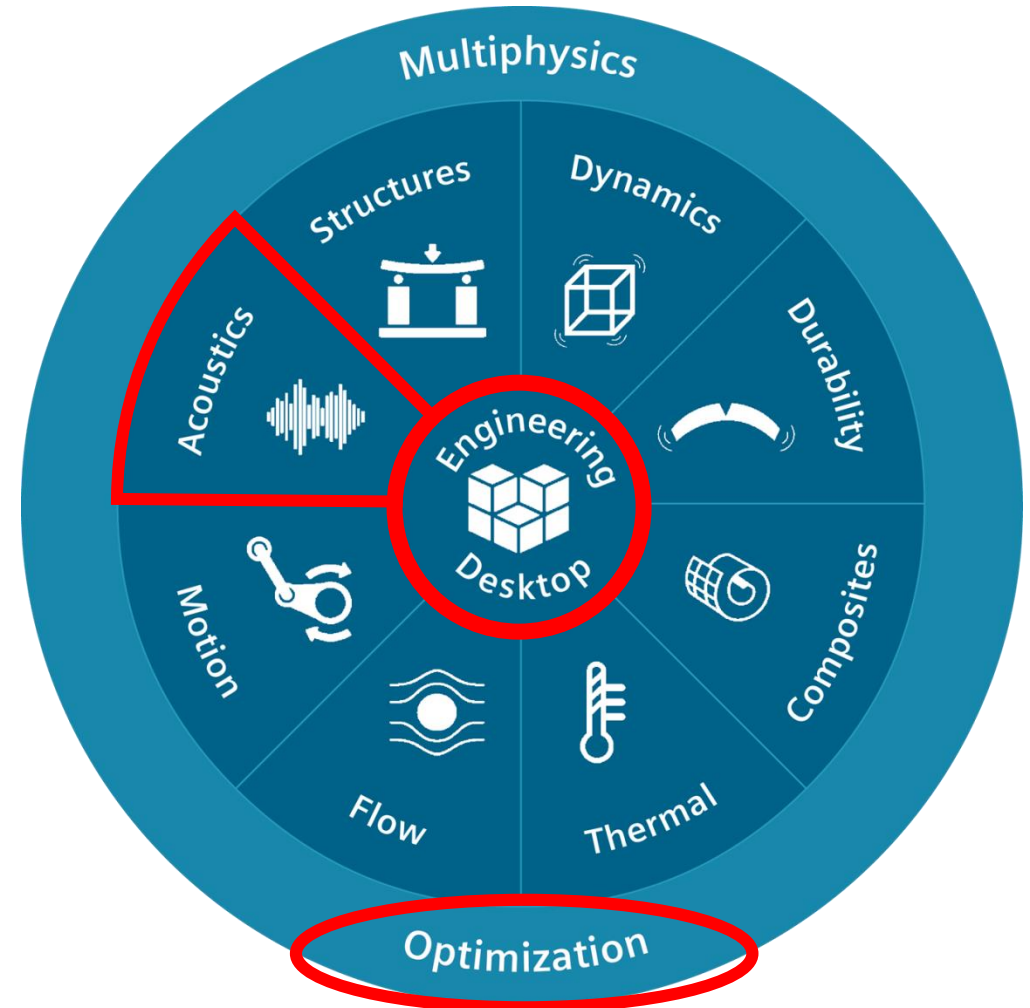 Multiphysics
Structures
Dynamics
Acoustics
Durability
Engineering
Desktop
Motion
Composites
Flow
Thermal
Optimization